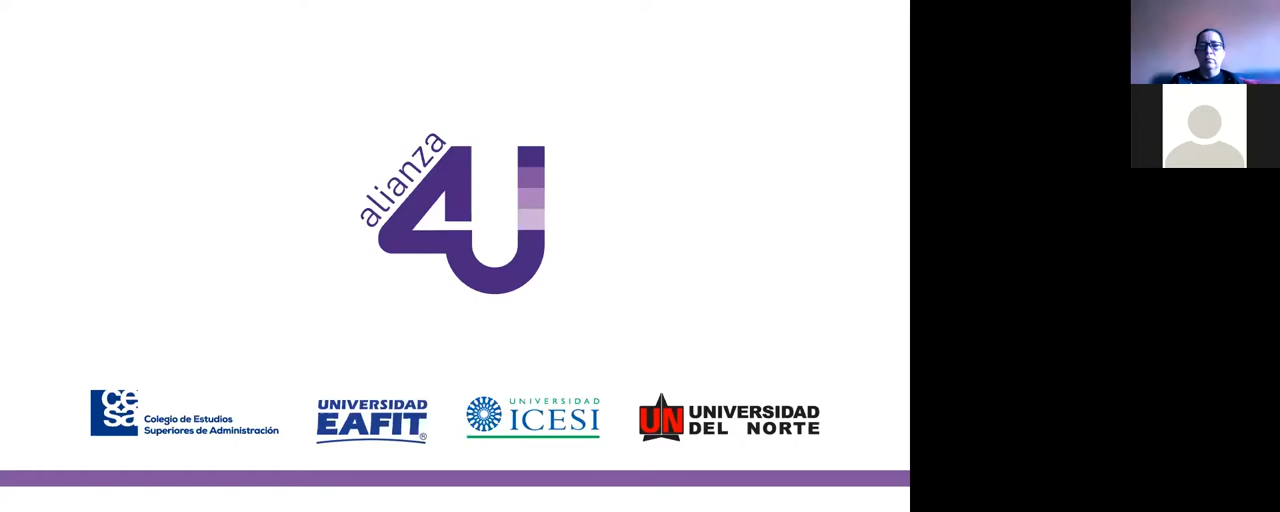 alianza
4U
cesa
Colegio de Estudios
Superiores de Administración
UNIVERSIDAD
EAFIT®
UNIVERSIDAD
ICESI
UN
UNIVERSIDAD
DEL NORTE